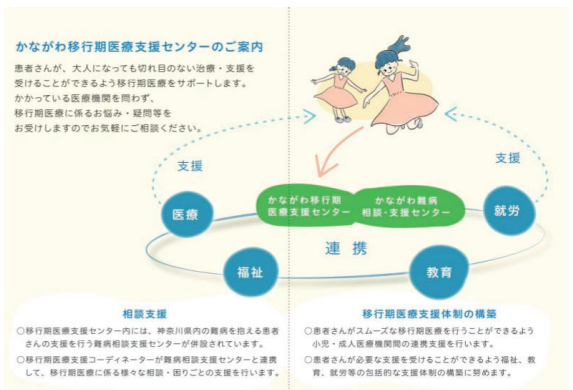 かながわ移行期医療支援センターのご案内
患者さんが、大人になっても切れ目のない治療・支援を
受けることができるよう移行期医療をサポートします。
かかっている医療機関を問わず、
移行期医療に係るお悩み・疑問等を
お受けしますのでお気軽にご相談ください。
支援
支援
医療
かながわ移行期
医療支援センター
かながわ難病
相談・支援センター
就労
連携
福祉
教育
相談支援
○移行期医療支援センター内には、神奈川県内の難病を抱える患者
さんの支援を行う難病相談支援センターが併設されています。
○移行期医療支援コーディネーターが難病相談支援センターと連携
して、移行期医療に係る様々な相談・困りごとの支援を行います。
移行期医療支援体制の構築
○患者さんがスムーズな移行期医療を行うことができるよう
小児・成人医療機関間の連携支援を行います。
○患者さんが必要な支援を受けることができるよう福祉、教
育、就労等の包括的な支援体制の構築に努めます。